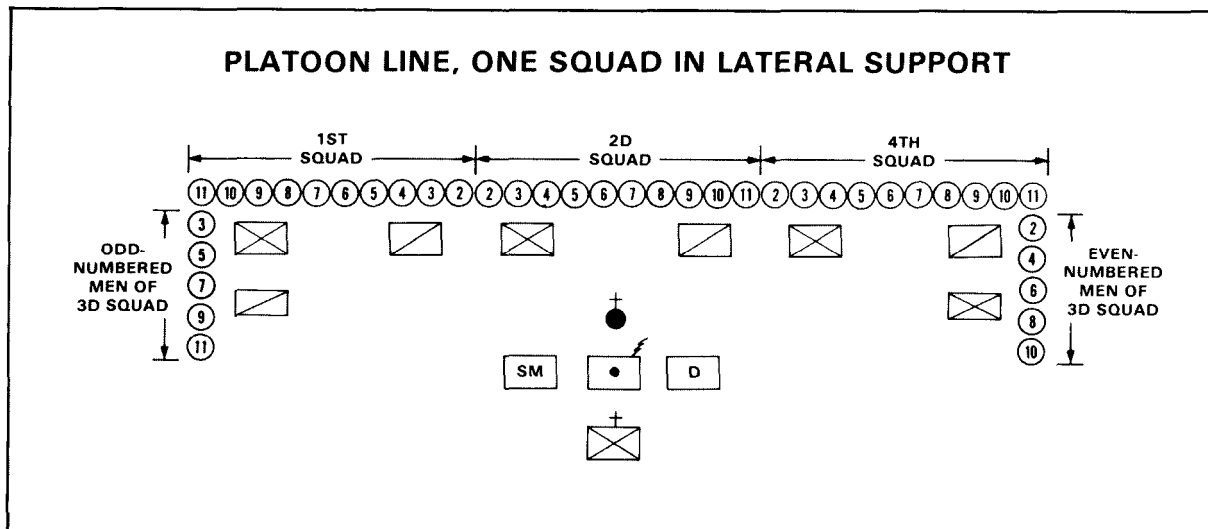 PLATOON LINE, ONE SQUAD IN LATERAL SUPPORT
1ST
SQUAD
2D
SQUAD
4TH
SQUAD
11 10 9 8 7 6 5 4 3 2 2 3 4 5 6 7 8 9 10 11 2 3 4 5 6 7 8 9 10 11
ODD-
NUMBERED
MEN OF
3D SQUAD
3
5
7
9
11
2
4
6
8
10
EVEN-
NUMBERED
MEN OF
3D SQUAD
SM D